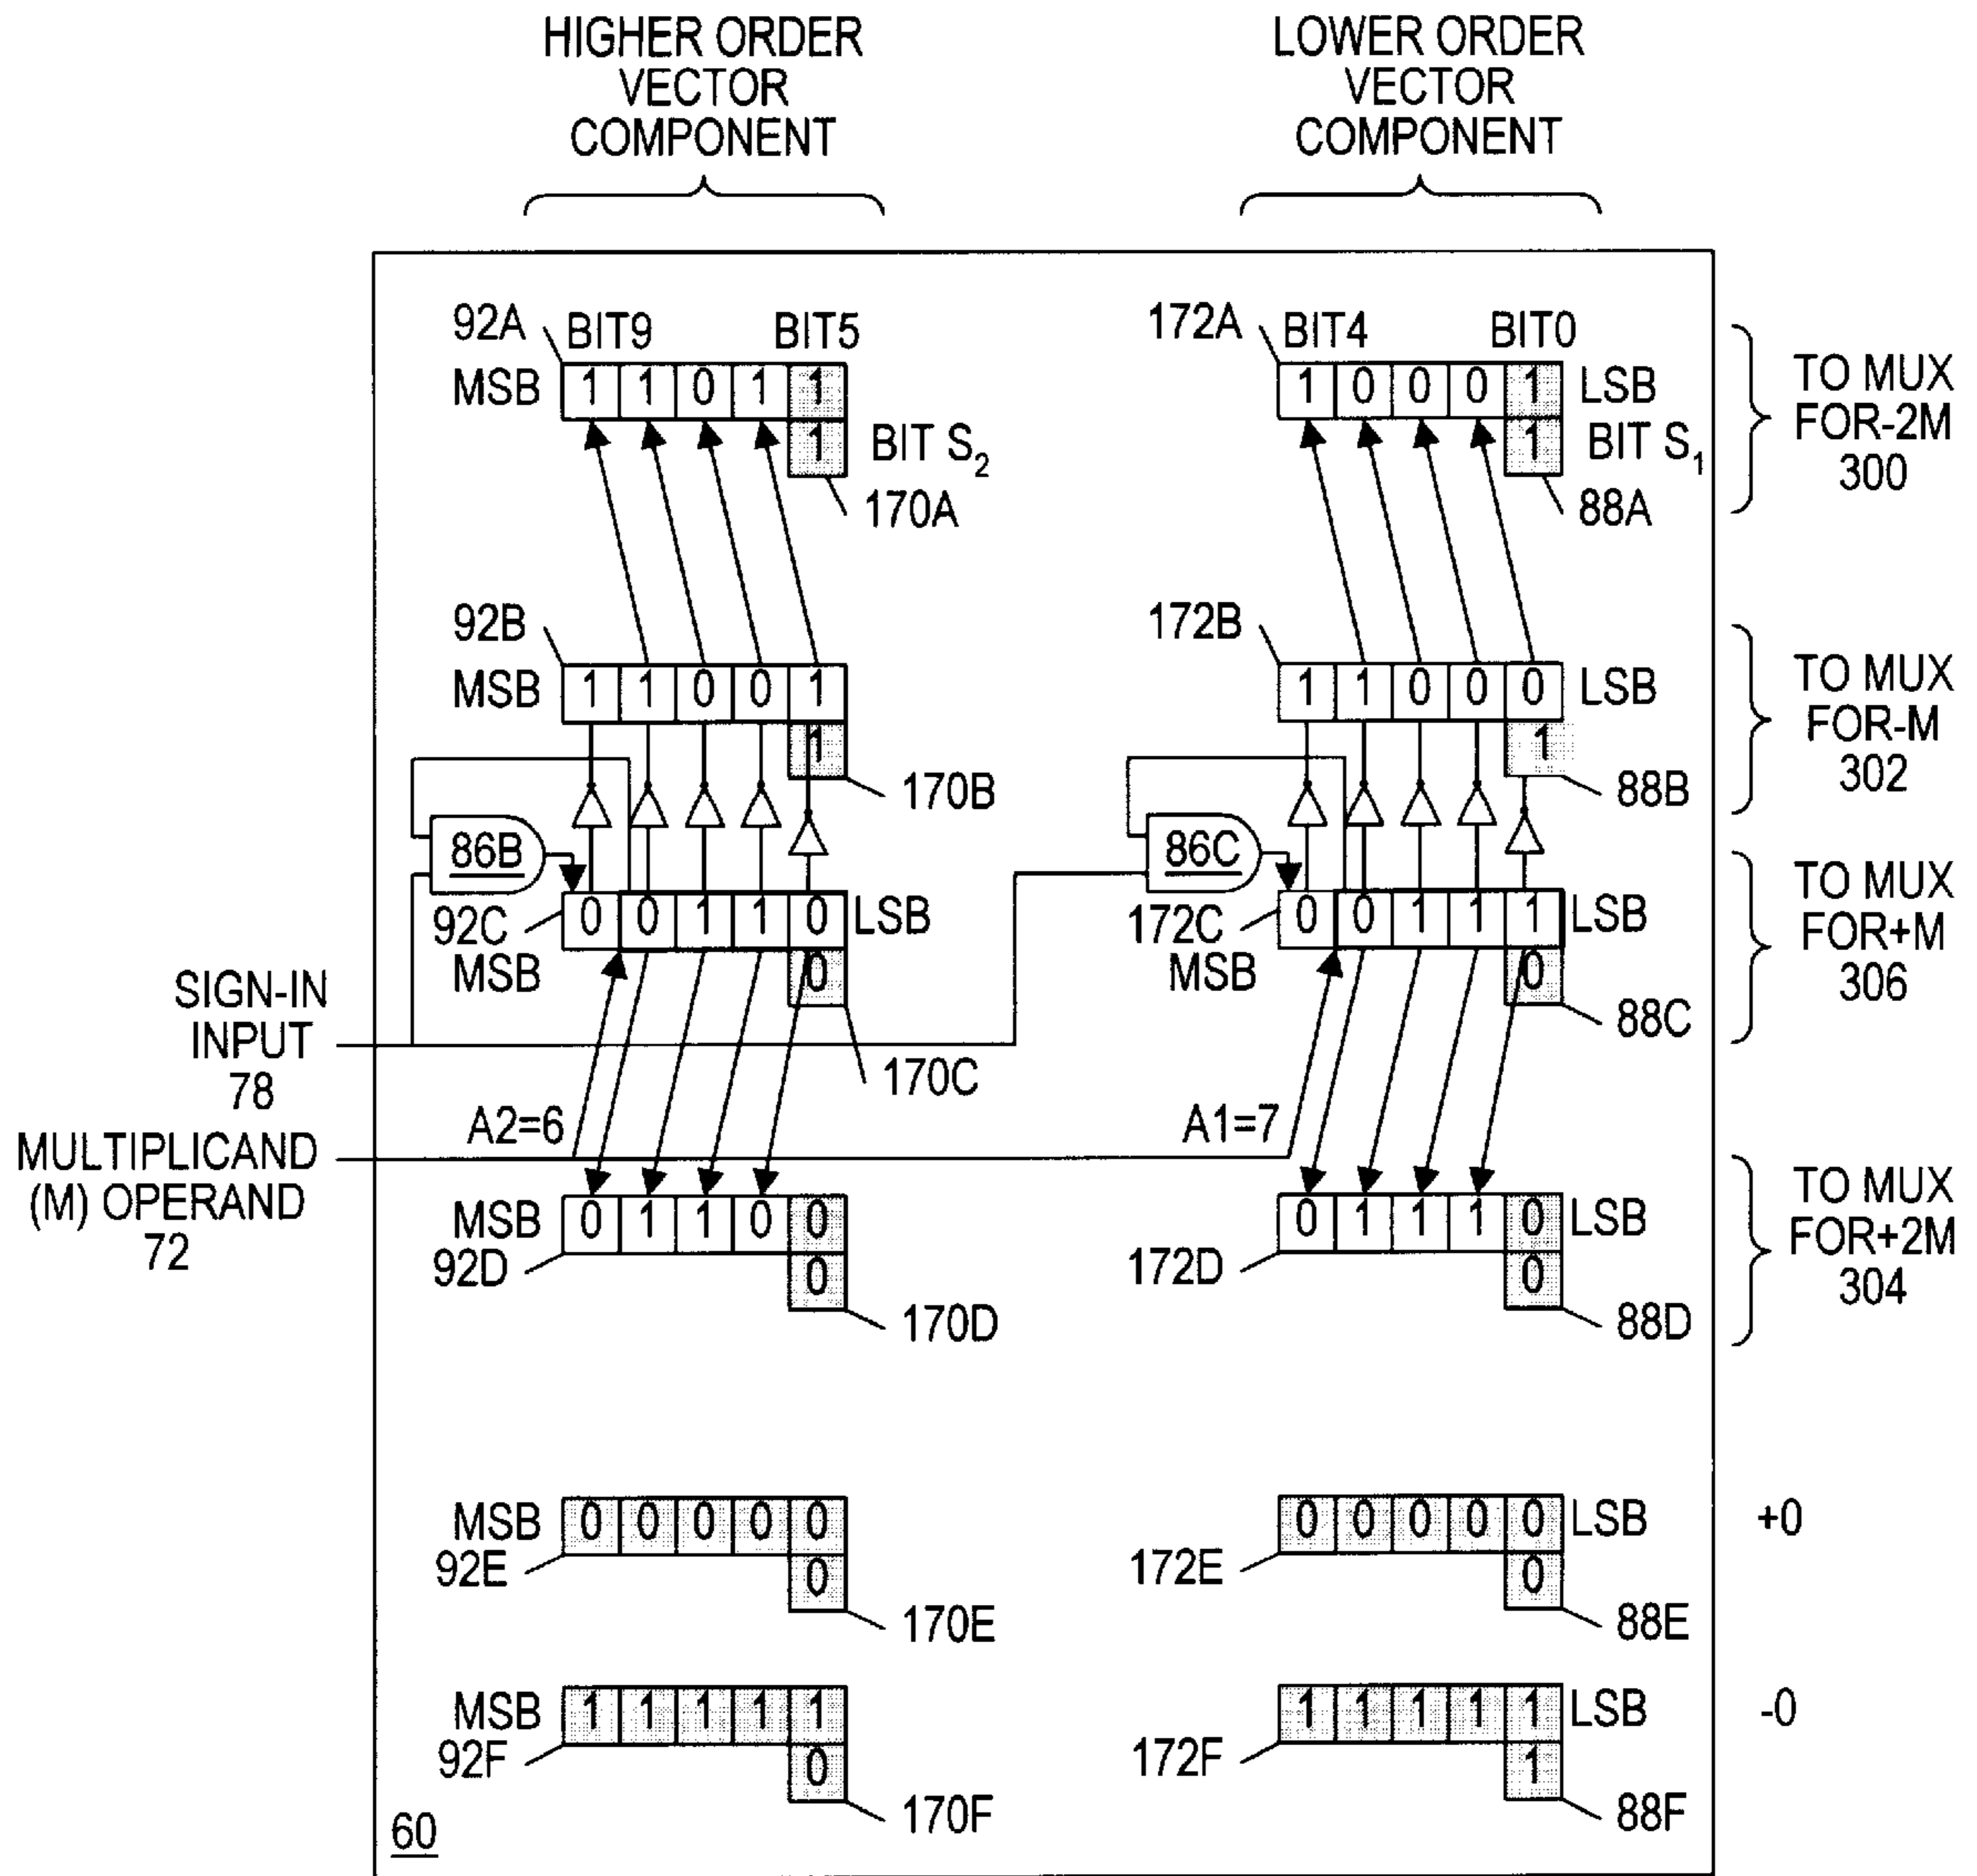 HIGHER ORDER
VECTOR
COMPONENT
LOWER ORDER
VECTOR
COMPONENT
92A BIT9 BIT5
MSB 1 1 0 1 1
1 BIT S2
170A
172A BIT4 BIT0
1 0 0 0 1 LSB
1 BIT S1
88A
TO MUX
FOR-2M
300
92B
MSB 1 1 0 0 1
1
170B
172B
1 1 0 0 0 LSB
1
88B
TO MUX
FOR-M
302
86B
92C 0 0 1 1 0 LSB
MSB 0
170C
86C
172C 0 0 1 1 1 LSB
MSB 0
88C
TO MUX
FOR+M
306
SIGN-IN
INPUT
78
MULTIPLICAND
(M) OPERAND
72
A2=6
A1=7
MSB 0 1 1 0 0
92D 0
170D
0 1 1 1 0 LSB
172D 0
88D
TO MUX
FOR+2M
304
MSB 0 0 0 0 0
92E 0
170E
0 0 0 0 0 LSB
172E 0
88E
+0
MSB 1 1 1 1 1
92F 0
170F
1 1 1 1 1 LSB
172F 1
88F
-0
60